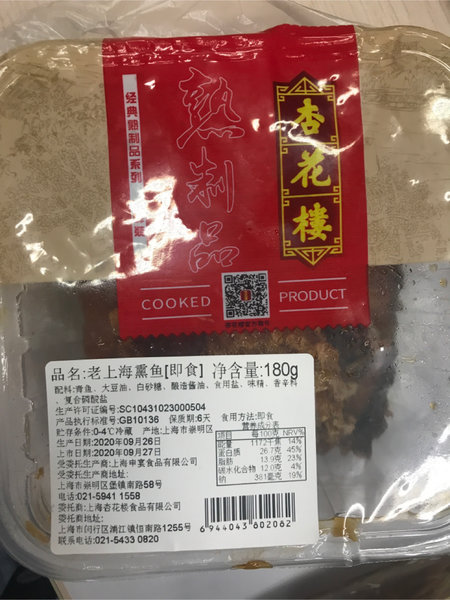 杏花楼
熟制品
经典熟制品系列
COOKED PRODUCT
品名:老上海熏鱼[即食] 净含量:180g
配料:青鱼、大豆油、白砂糖、酿造酱油、食用盐、味精、香辛料
、复合磷酸盐
生产许可证编号:SC10431023000504
产品执行标准号:GB10136 保质期:6天 食用方法:即食
贮存条件:0-4℃冷藏 产地:上海市崇明区
营养成分表
项目 每100克 NRV%
能量 1172千焦 14%
蛋白质 26.7克 45%
脂肪 13.9克 23%
碳水化合物 12.0克 4%
钠 381毫克 19%
生产日期:2020年09月26日
上市日期:2020年09月27日
受委托生产商:上海申宴食品有限公司
受委托生产商地址:
上海市崇明区堡镇南路58号
电话:021-5941 1558
委托商:上海杏花楼食品有限公司
委托商地址:
上海市闵行区浦江镇恒南路1255号
联系电话:021-5433 0820
6 944043 602062